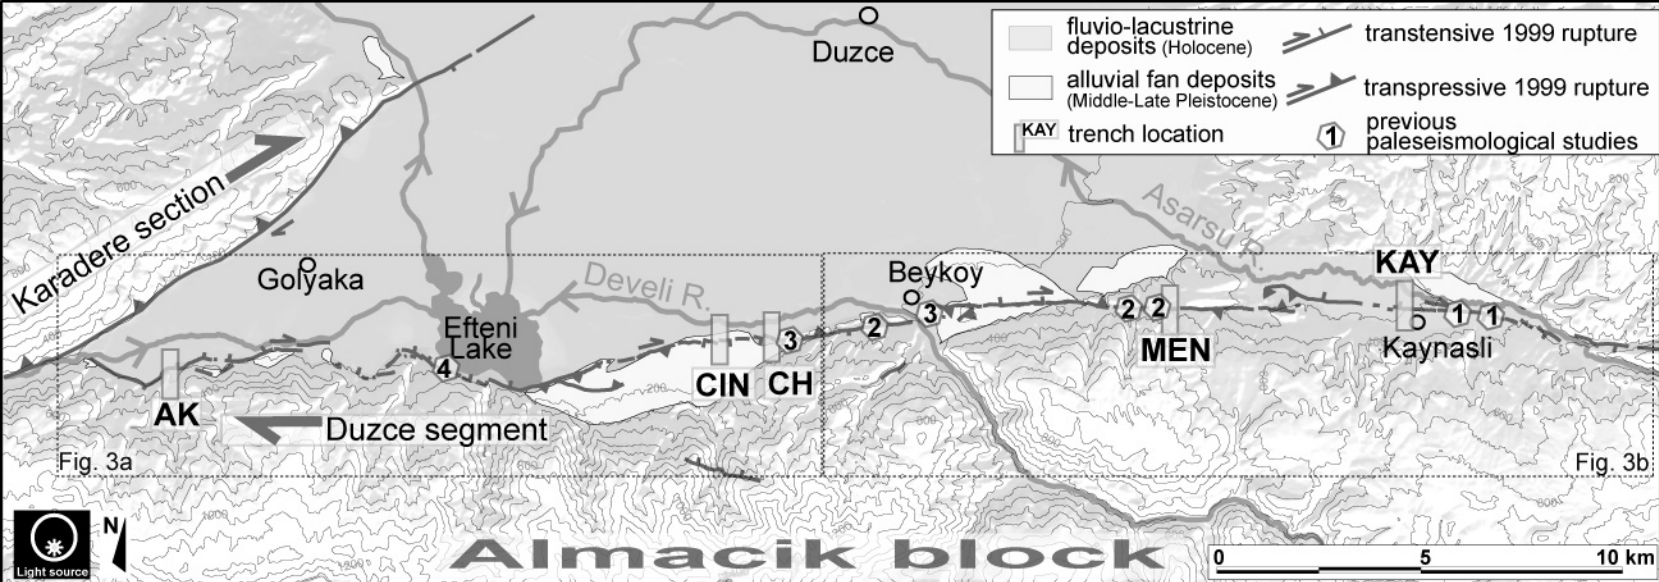 Duzce
fluvio-lacustrine
deposits (Holocene)
transtensive 1999 rupture
alluvial fan deposits
(Middle-Late Pleistocene)
transpressive 1999 rupture
KAY
trench location
1
previous
paleseismological studies
Karadere section
Asarsu R.
Golyaka
Develi R.
Beykoy
KAY
Efteni
Lake
4
3
2
3
2
2
1
1
CIN
CH
MEN
Kaynasli
AK
Duzce segment
200
Fig. 3a
Fig. 3b
Light source
N
Almacik block
0
5
10 km